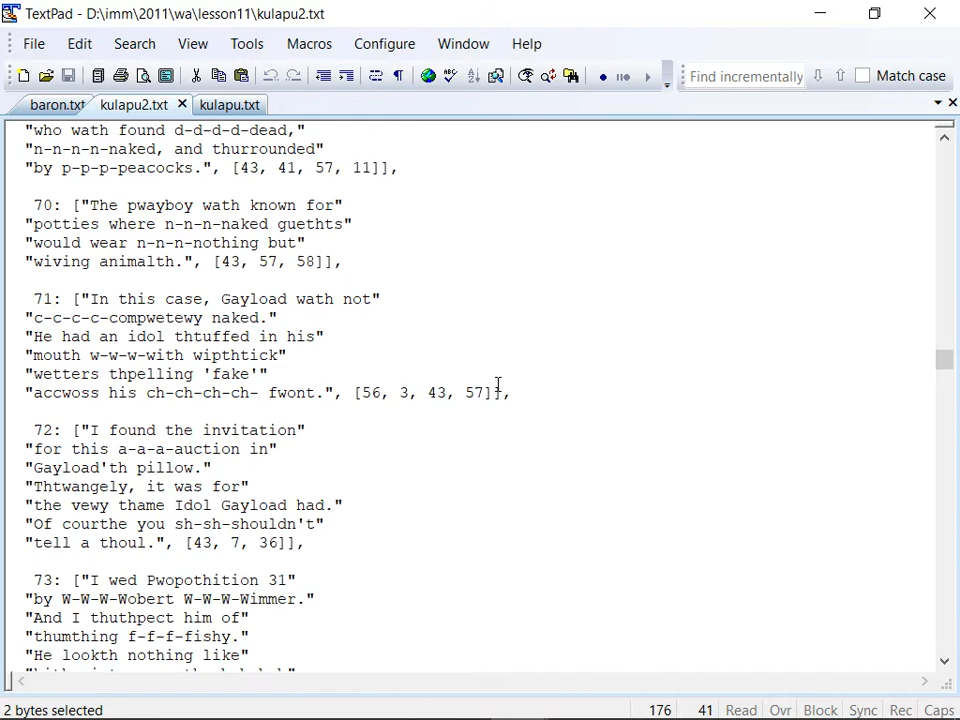 TextPad - D:\imm\2011\wa\lesson11\kulapu2.txt
File Edit Search View Tools Macros Configure Window Help
Find incrementally Match case
baron.txt kulapu2.txt kulapu.txt
"who wath found d-d-d-d-dead,"
"n-n-n-n-naked, and thurrounded"
"by p-p-p-peacocks.", [43, 41, 57, 11]],
70: ["The pwayboy wath known for"
"potties where n-n-n-naked guethts"
"would wear n-n-n-nothing but"
"wiving animalth.", [43, 57, 58]],
71: ["In this case, Gayload wath not"
"c-c-c-c-compwetewy naked."
"He had an idol thtuffed in his"
"mouth w-w-w-with wipthtick"
"wetters thpelling 'fake'"
"accwoss his ch-ch-ch-ch- fwont.", [56, 3, 43, 57]],
72: ["I found the invitation"
"for this a-a-a-auction in"
"Gayload'th pillow."
"Thtwangely, it was for"
"the vewy thame Idol Gayload had."
"Of courthe you sh-sh-shouldn't"
"tell a thoul.", [43, 7, 36]],
73: ["I wed Pwopothition 31"
"by W-W-W-Wobert W-W-W-Wimmer."
"And I thuthpect him of"
"thumthing f-f-f-fishy."
"He lookth nothing like"
2 bytes selected 176 41 Read Ovr Block Sync Rec Caps